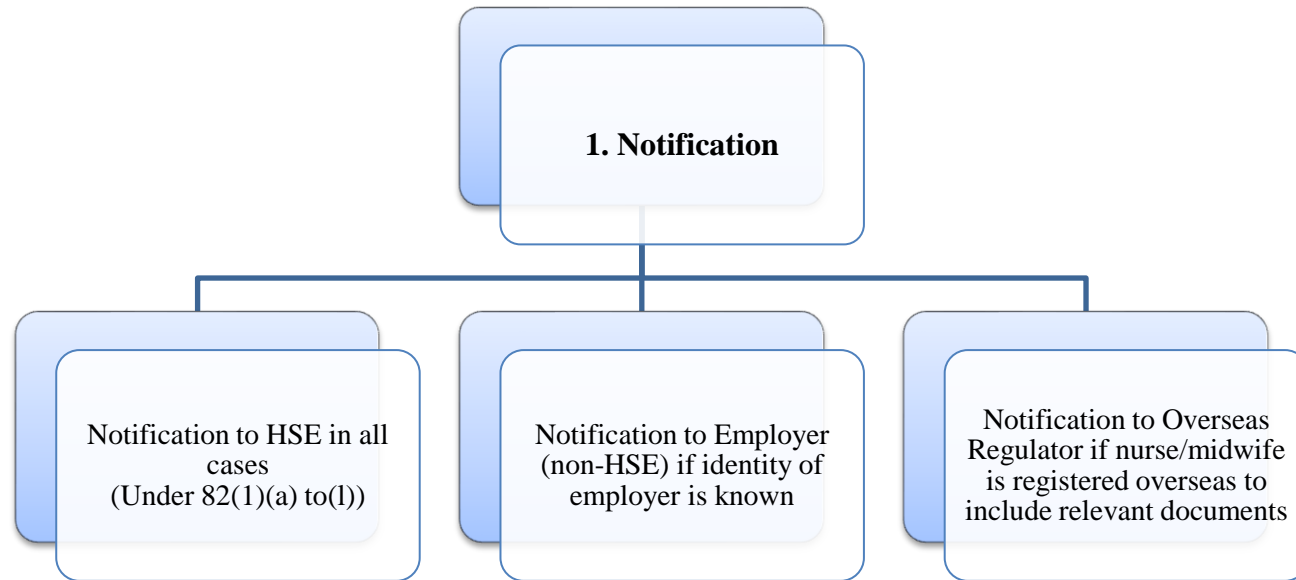 1. Notification
Notification to HSE in all
cases
(Under 82(1)(a) to(l))
Notification to Employer
(non-HSE) if identity of
employer is known
Notification to Overseas
Regulator if nurse/midwife
is registered overseas to
include relevant documents